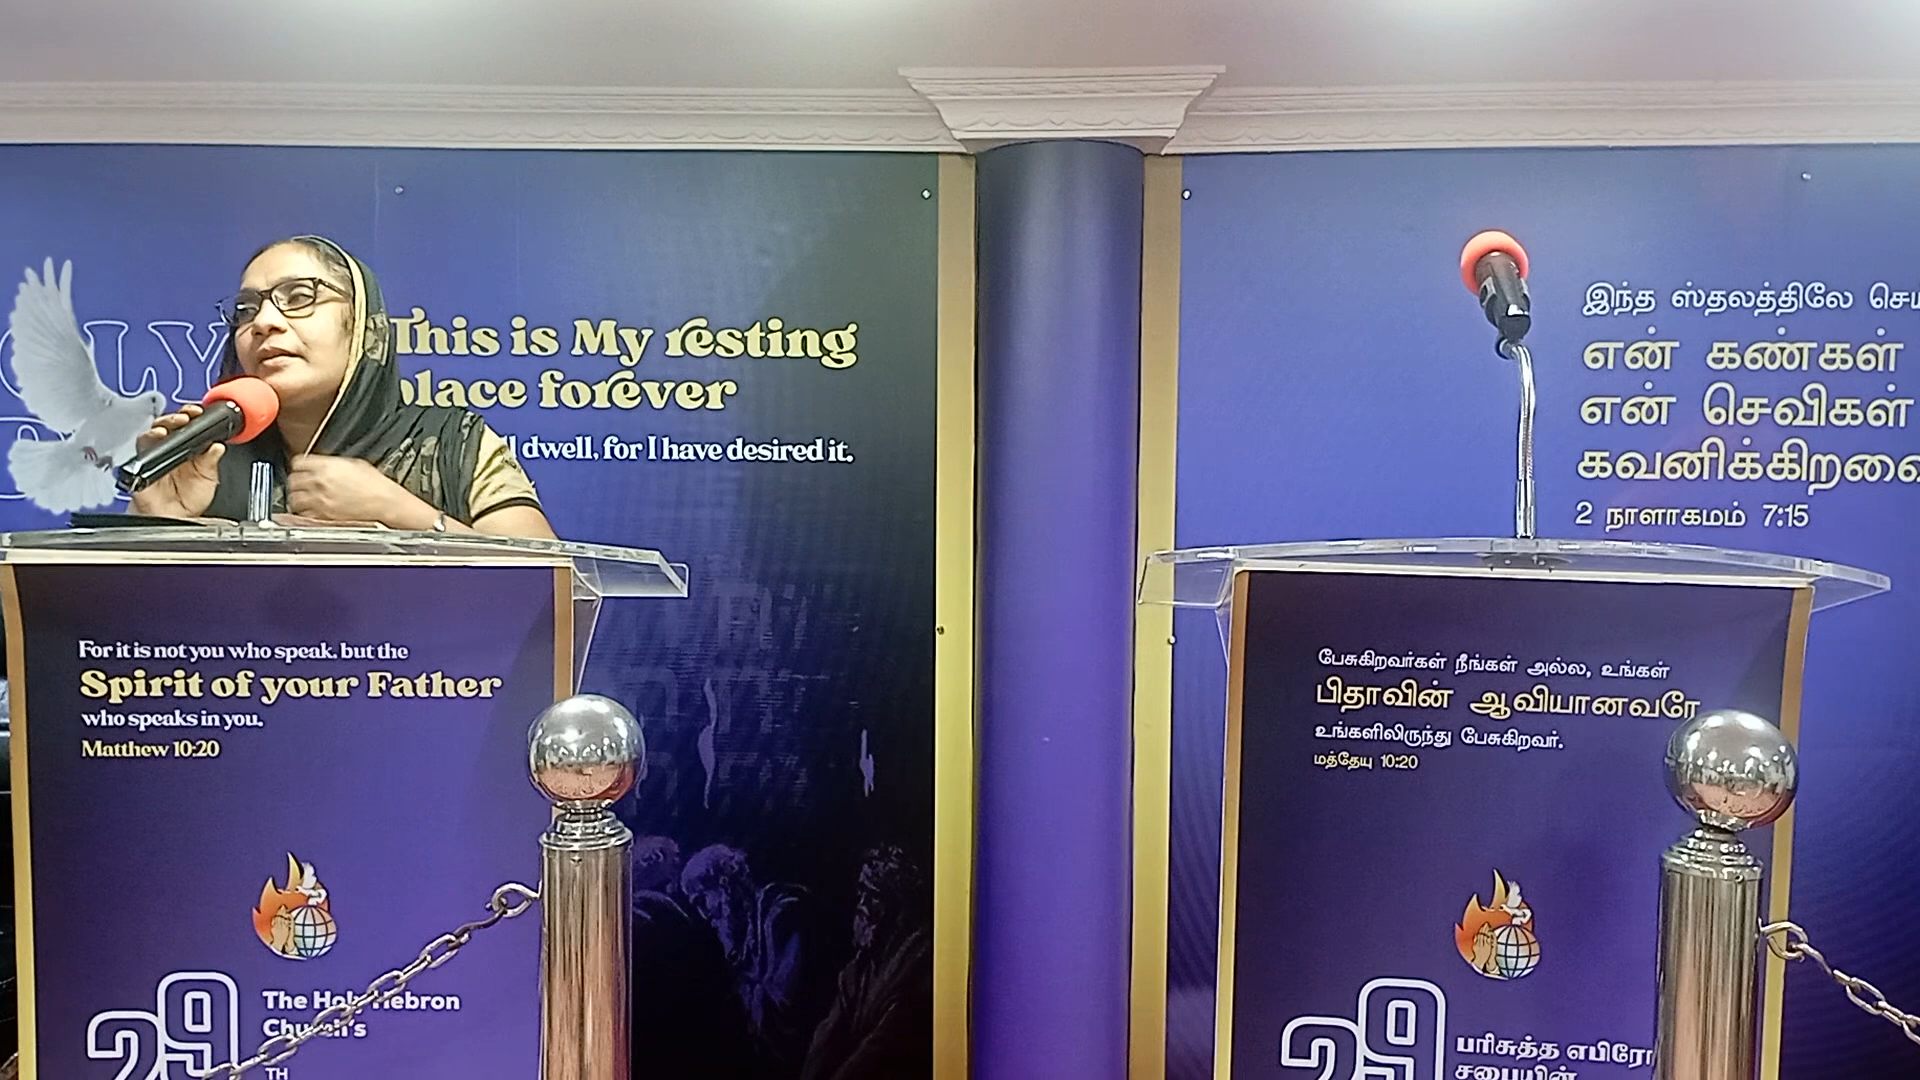 This is My resting
place forever
dwell, for I have desired it.
For it is not you who speak, but the
Spirit of your Father
who speaks in you.
Matthew 10:20
29
TH
The Holy Hebron
Church's
இந்த ஸ்தலத்திலே
என் கண்கள்
என் செவிகள்
2 நாளாகமம் 7:15
பேசுகிறவர்கள் நீங்கள் அல்ல, உங்கள்
பிதாவின் ஆவியானவரே
உங்களிலிருந்து பேசுகிறவர்.
மத்தேயு 10:20
29
பரிசுத்த
சபையின்